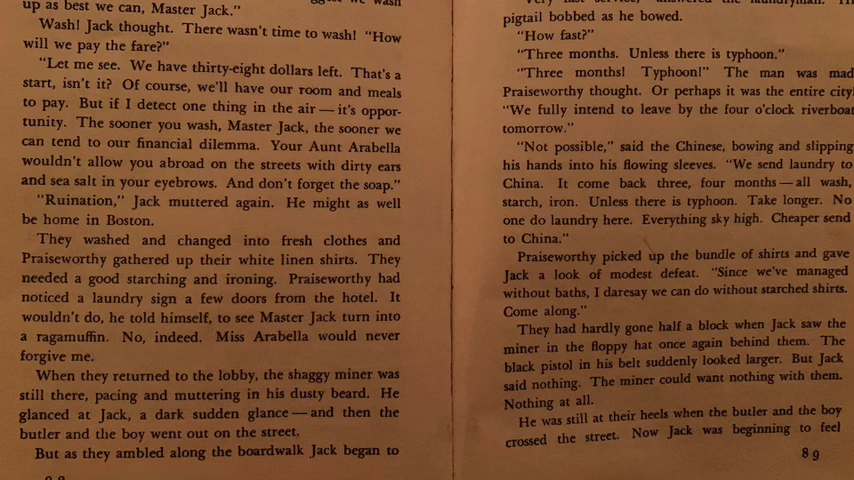 up as best we can, Master Jack."
Wash! Jack thought. There wasn't time to wash! "How
will we pay the fare?"
"Let me see. We have thirty-eight dollars left. That's a
start, isn't it? Of course, we'll have our room and meals
to pay. But if I detect one thing in the air — it's oppor-
tunity. The sooner you wash, Master Jack, the sooner we
can tend to our financial dilemma. Your Aunt Arabella
wouldn't allow you abroad on the streets with dirty ears
and sea salt in your eyebrows. And don't forget the soap."
"Ruination," Jack muttered again. He might as well
be home in Boston.
They washed and changed into fresh clothes and
Praiseworthy gathered up their white linen shirts. They
needed a good starching and ironing. Praiseworthy had
noticed a laundry sign a few doors from the hotel. It
wouldn't do, he told himself, to see Master Jack turn into
a ragamuffin. No, indeed. Miss Arabella would never
forgive me.
When they returned to the lobby, the shaggy miner was
still there, pacing and muttering in his dusty beard. He
glanced at Jack, a dark sudden glance — and then the
butler and the boy went out on the street.
But as they ambled along the boardwalk Jack began to
pigtail bobbed as he bowed.
"How fast?"
"Three months. Unless there is typhoon."
"Three months! Typhoon!" The man was mad
Praiseworthy thought. Or perhaps it was the entire city!
"We fully intend to leave by the four o'clock riverboat
tomorrow."
"Not possible," said the Chinese, bowing and slipping
his hands into his flowing sleeves. "We send laundry to
China. It come back three, four months — all wash,
starch, iron. Unless there is typhoon. Take longer. No
one do laundry here. Everything sky high. Cheaper send
to China."
Praiseworthy picked up the bundle of shirts and gave
Jack a look of modest defeat. "Since we've managed
without baths, I daresay we can do without starched shirts.
Come along."
They had hardly gone half a block when Jack saw the
miner in the floppy hat once again behind them. The
black pistol in his belt suddenly looked larger. But Jack
said nothing. The miner could want nothing with them.
Nothing at all.
He was still at their heels when the butler and the boy
crossed the street. Now Jack was beginning to feel
89